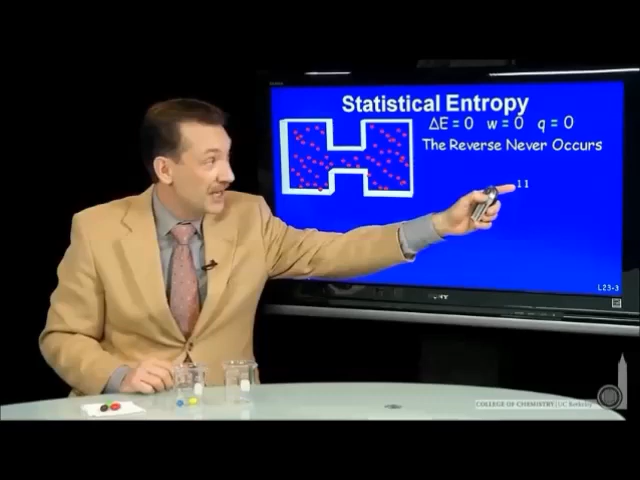 Statistical Entropy
ΔE = 0 w = 0 q = 0
The Reverse Never Occurs
11
L23-3
SONY
COLLEGE OF CHEMISTRY | UC Berkeley